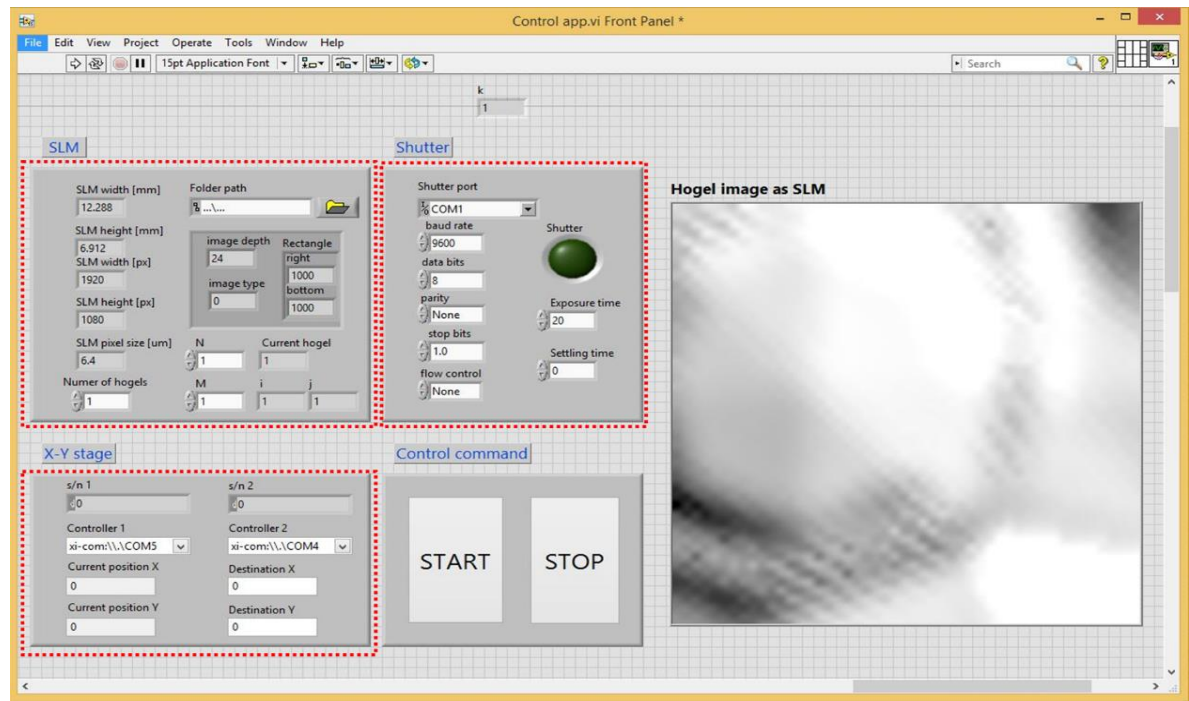 Control app.vi Front Panel *
File Edit View Project Operate Tools Window Help
15pt Application Font
Search
1
k
1
SLM
SLM width [mm]
12.288
SLM height [mm]
6.912
SLM width [px]
1920
SLM height [px]
1080
SLM pixel size [um]
6.4
Numer of hogels
1
Folder path
...\...
image depth
24
image type
0
Rectangle
right
1000
bottom
1000
N
1
Current hogel
1
M
1
i
1
j
1
Shutter
Shutter port
COM1
baud rate
9600
data bits
8
parity
None
stop bits
1.0
flow control
None
Shutter
Exposure time
20
Settling time
0
Hogel image as SLM
X-Y stage
s/n 1
0
s/n 2
0
Controller 1
xi-com:\\.\COM5
Controller 2
xi-com:\\.\COM4
Current position X
0
Destination X
0
Current position Y
0
Destination Y
0
Control command
START
STOP